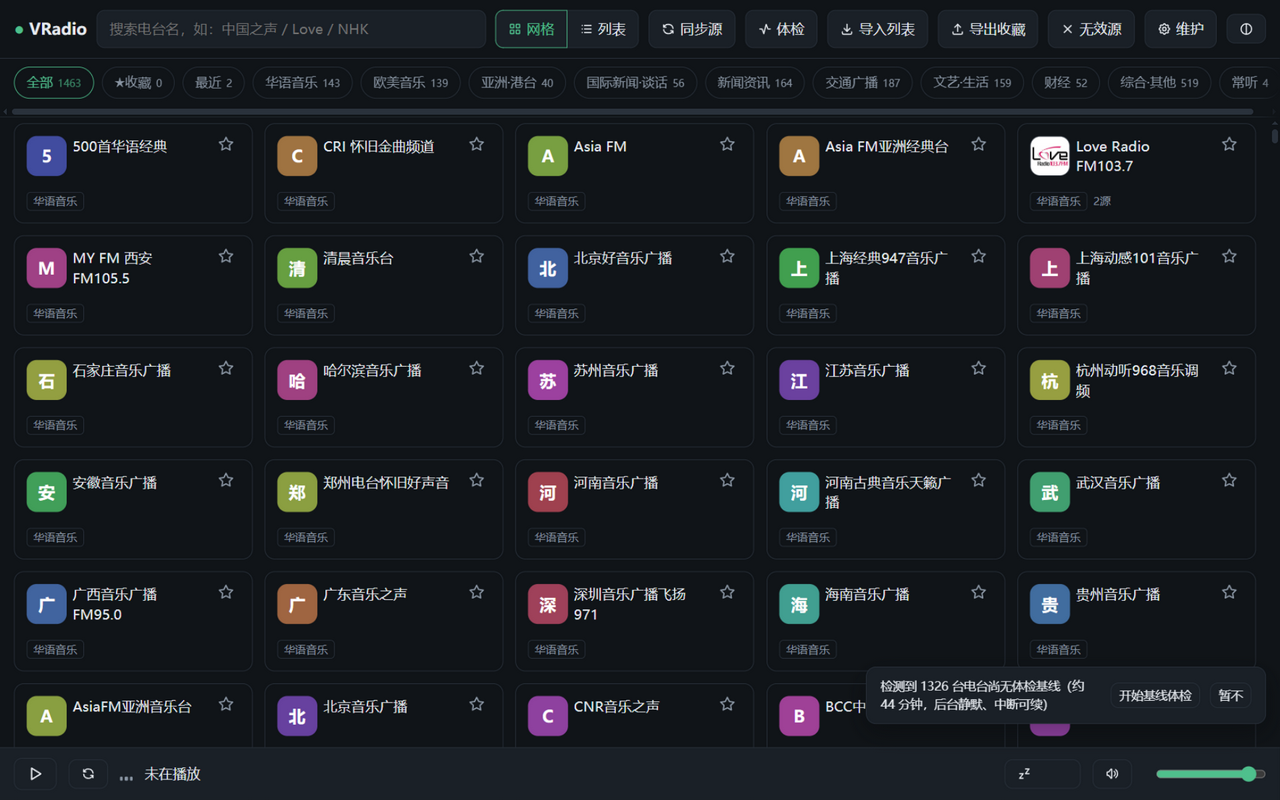 VRadio 搜索电台名，如：中国之声 / Love / NHK 网格 列表 同步源 体检 导入列表 导出收藏 无效源 维护
全部 1463 ★收藏 0 最近 2 华语音乐 143 欧美音乐 139 亚洲·港台 40 国际新闻·谈话 56 新闻资讯 164 交通广播 187 文艺·生活 159 财经 52 综合·其他 519 常听 4
5 500首华语经典
华语音乐
C CRI 怀旧金曲频道
华语音乐
A Asia FM
华语音乐
A Asia FM亚洲经典台
华语音乐
Love Radio
FM103.7
华语音乐 2源
M MY FM 西安
FM105.5
华语音乐
清 清晨音乐台
华语音乐
北 北京好音乐广播
华语音乐
上 上海经典947音乐广
播
华语音乐
上 上海动感101音乐广
播
华语音乐
石 石家庄音乐广播
华语音乐
哈 哈尔滨音乐广播
华语音乐
苏 苏州音乐广播
华语音乐
江 江苏音乐广播
华语音乐
杭 杭州动听968音乐调
频
华语音乐
安 安徽音乐广播
华语音乐
郑 郑州电台怀旧好声音
华语音乐
河 河南音乐广播
华语音乐
河 河南古典音乐天籁广
播
华语音乐
武 武汉音乐广播
华语音乐
广 广西音乐广播
FM95.0
华语音乐
广 广东音乐之声
华语音乐
深 深圳音乐广播飞扬
971
华语音乐
海 海南音乐广播
华语音乐
贵 贵州音乐广播
华语音乐
A AsiaFM亚洲音乐台
北 北京音乐广播
C CNR音乐之声
B BCC中
检测到 1326 台电台尚无体检基线（约
44 分钟，后台静默、中断可续）
开始基线体检 暂不
... 未在播放 zZ